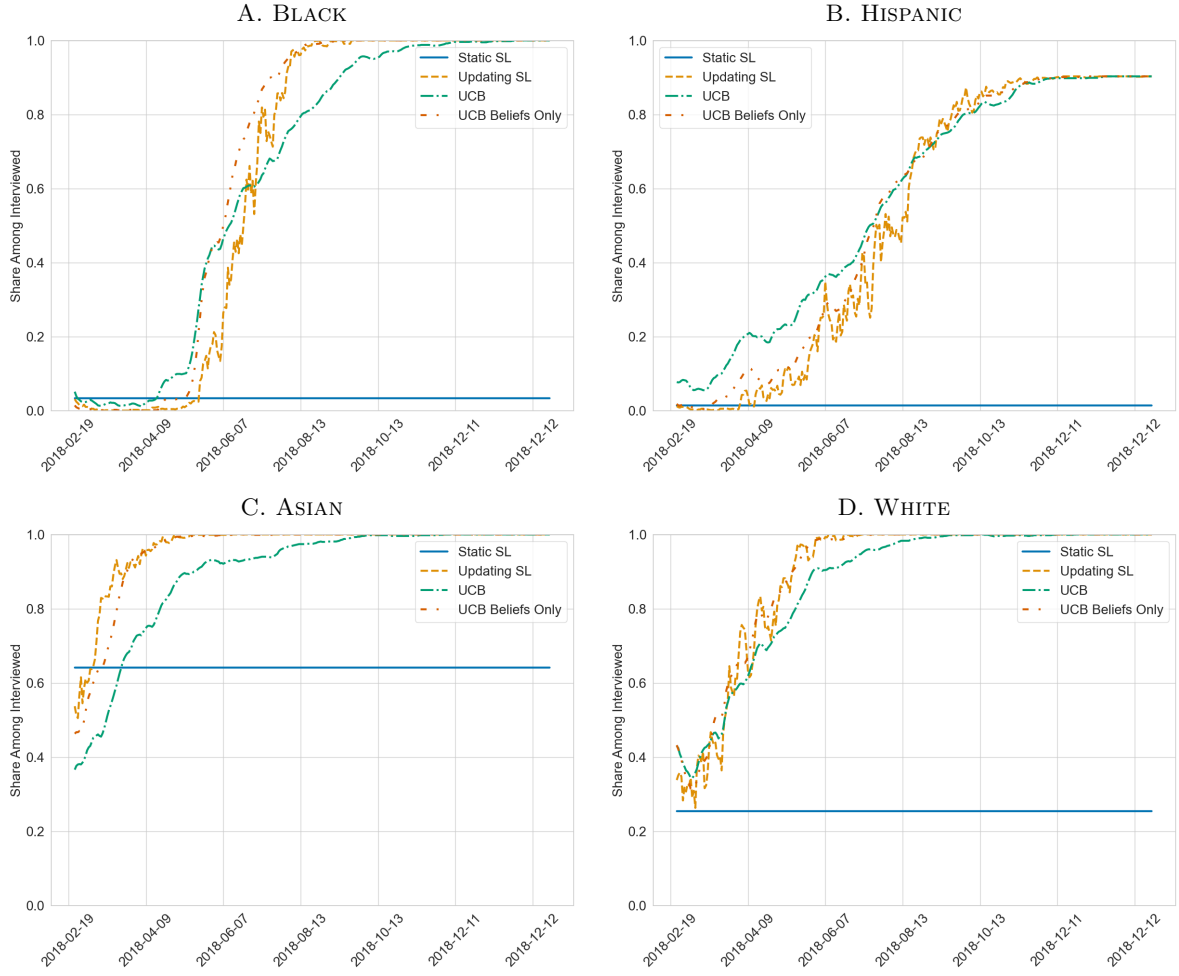 A. Black
1.0
0.8
0.6
0.4
0.2
0.0
Share Among Interviewed
Static SL
Updating SL
UCB
UCB Beliefs Only
2018-02-19
2018-04-09
2018-06-07
2018-08-13
2018-10-13
2018-12-11
2018-12-12
B. Hispanic
1.0
0.8
0.6
0.4
0.2
0.0
Share Among Interviewed
Static SL
Updating SL
UCB
UCB Beliefs Only
2018-02-19
2018-04-09
2018-06-07
2018-08-13
2018-10-13
2018-12-11
2018-12-12
C. Asian
1.0
0.8
0.6
0.4
0.2
0.0
Share Among Interviewed
Static SL
Updating SL
UCB
UCB Beliefs Only
2018-02-19
2018-04-09
2018-06-07
2018-08-13
2018-10-13
2018-12-11
2018-12-12
D. White
1.0
0.8
0.6
0.4
0.2
0.0
Share Among Interviewed
Static SL
Updating SL
UCB
UCB Beliefs Only
2018-02-19
2018-04-09
2018-06-07
2018-08-13
2018-10-13
2018-12-11
2018-12-12